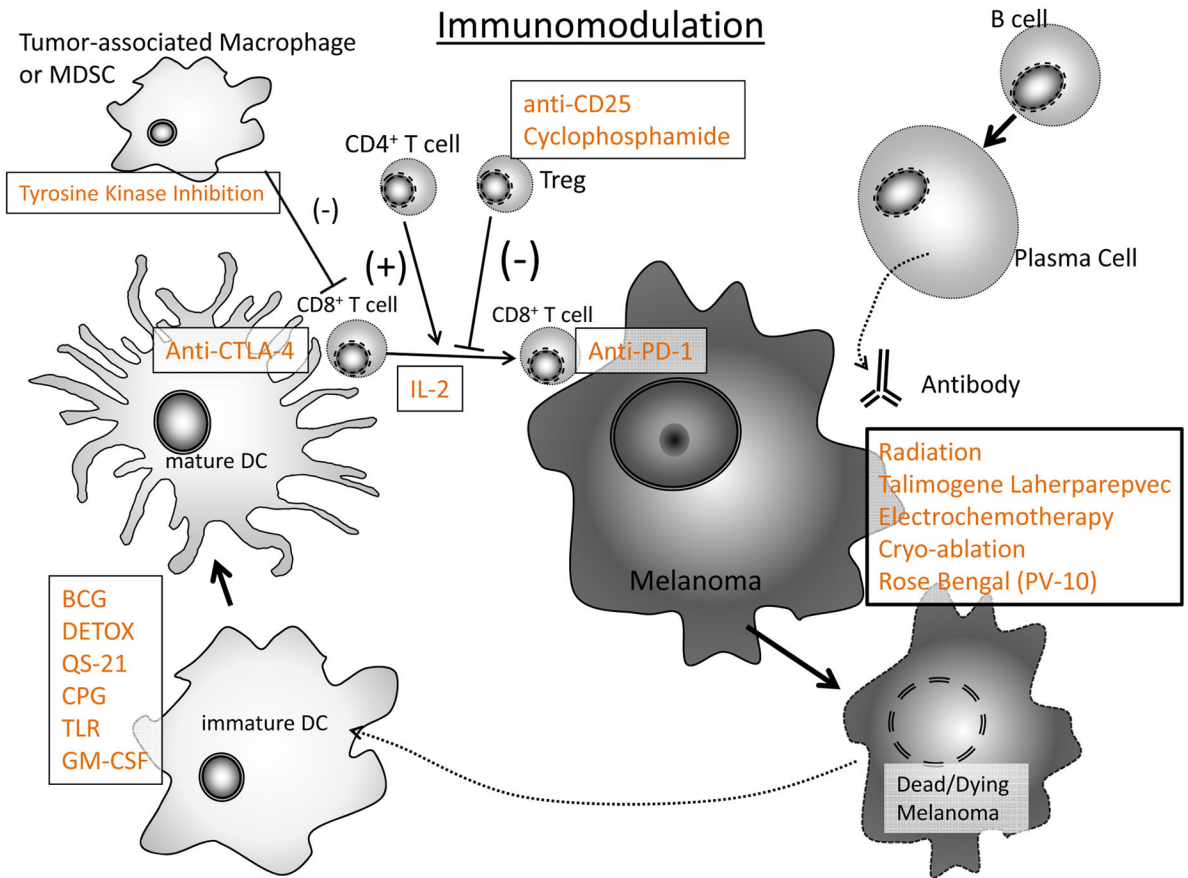 Immunomodulation
Tumor-associated Macrophage
or MDSC
Tyrosine Kinase Inhibition
(-)
CD4⁺ T cell
anti-CD25
Cyclophosphamide
Treg
(+)
(-)
B cell
Plasma Cell
Antibody
CD8⁺ T cell
Anti-CTLA-4
IL-2
CD8⁺ T cell
Anti-PD-1
mature DC
Melanoma
Radiation
Talimogene Laherparepvec
Electrochemotherapy
Cryo-ablation
Rose Bengal (PV-10)
BCG
DETOX
QS-21
CPG
TLR
GM-CSF
immature DC
Dead/Dying
Melanoma